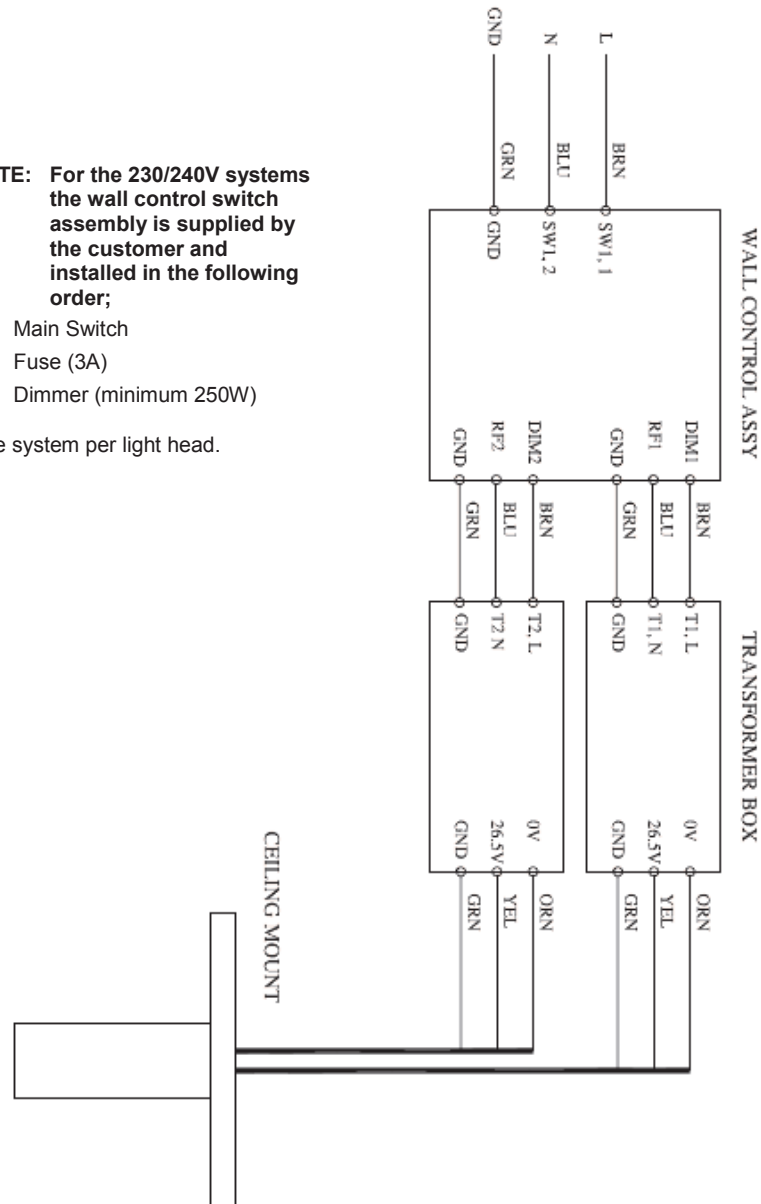 TE: For the 230/240V systems
the wall control switch
assembly is supplied by
the customer and
installed in the following
order;
Main Switch
Fuse (3A)
Dimmer (minimum 250W)
e system per light head.
WALL CONTROL ASSY
TRANSFORMER BOX
CEILING MOUNT
L
N
GND
BRN
BLU
GRN
SW1, 1
SW1, 2
GND
DIM1
RF1
GND
DIM2
RF2
GND
BRN
BLU
GRN
BRN
BLU
GRN
T1, L
T1, N
GND
T2, L
T2 N
GND
0V
26.5V
GND
0V
26.5V
GND
ORN
YEL
GRN
ORN
YEL
GRN